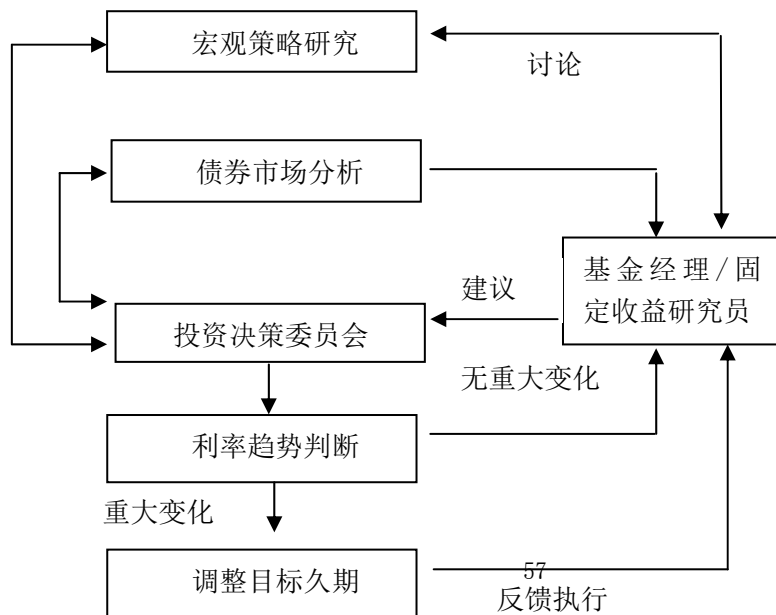 宏观策略研究
讨论
债券市场分析
基金经理/固
定收益研究员
建议
投资决策委员会
无重大变化
利率趋势判断
重大变化
57
调整目标久期
反馈执行